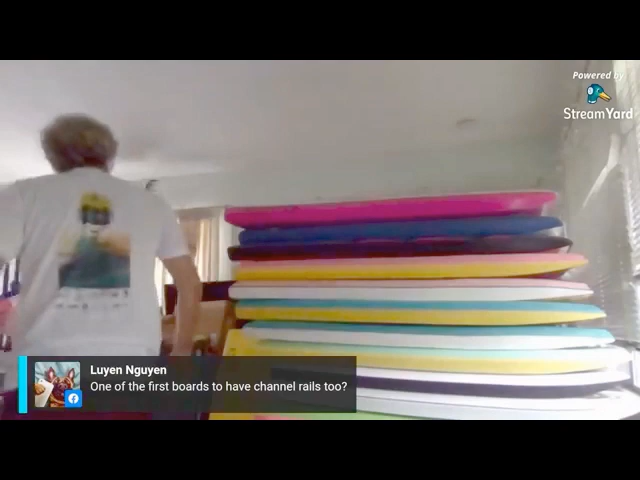 Powered by
StreamYard
Luyen Nguyen
One of the first boards to have channel rails too?